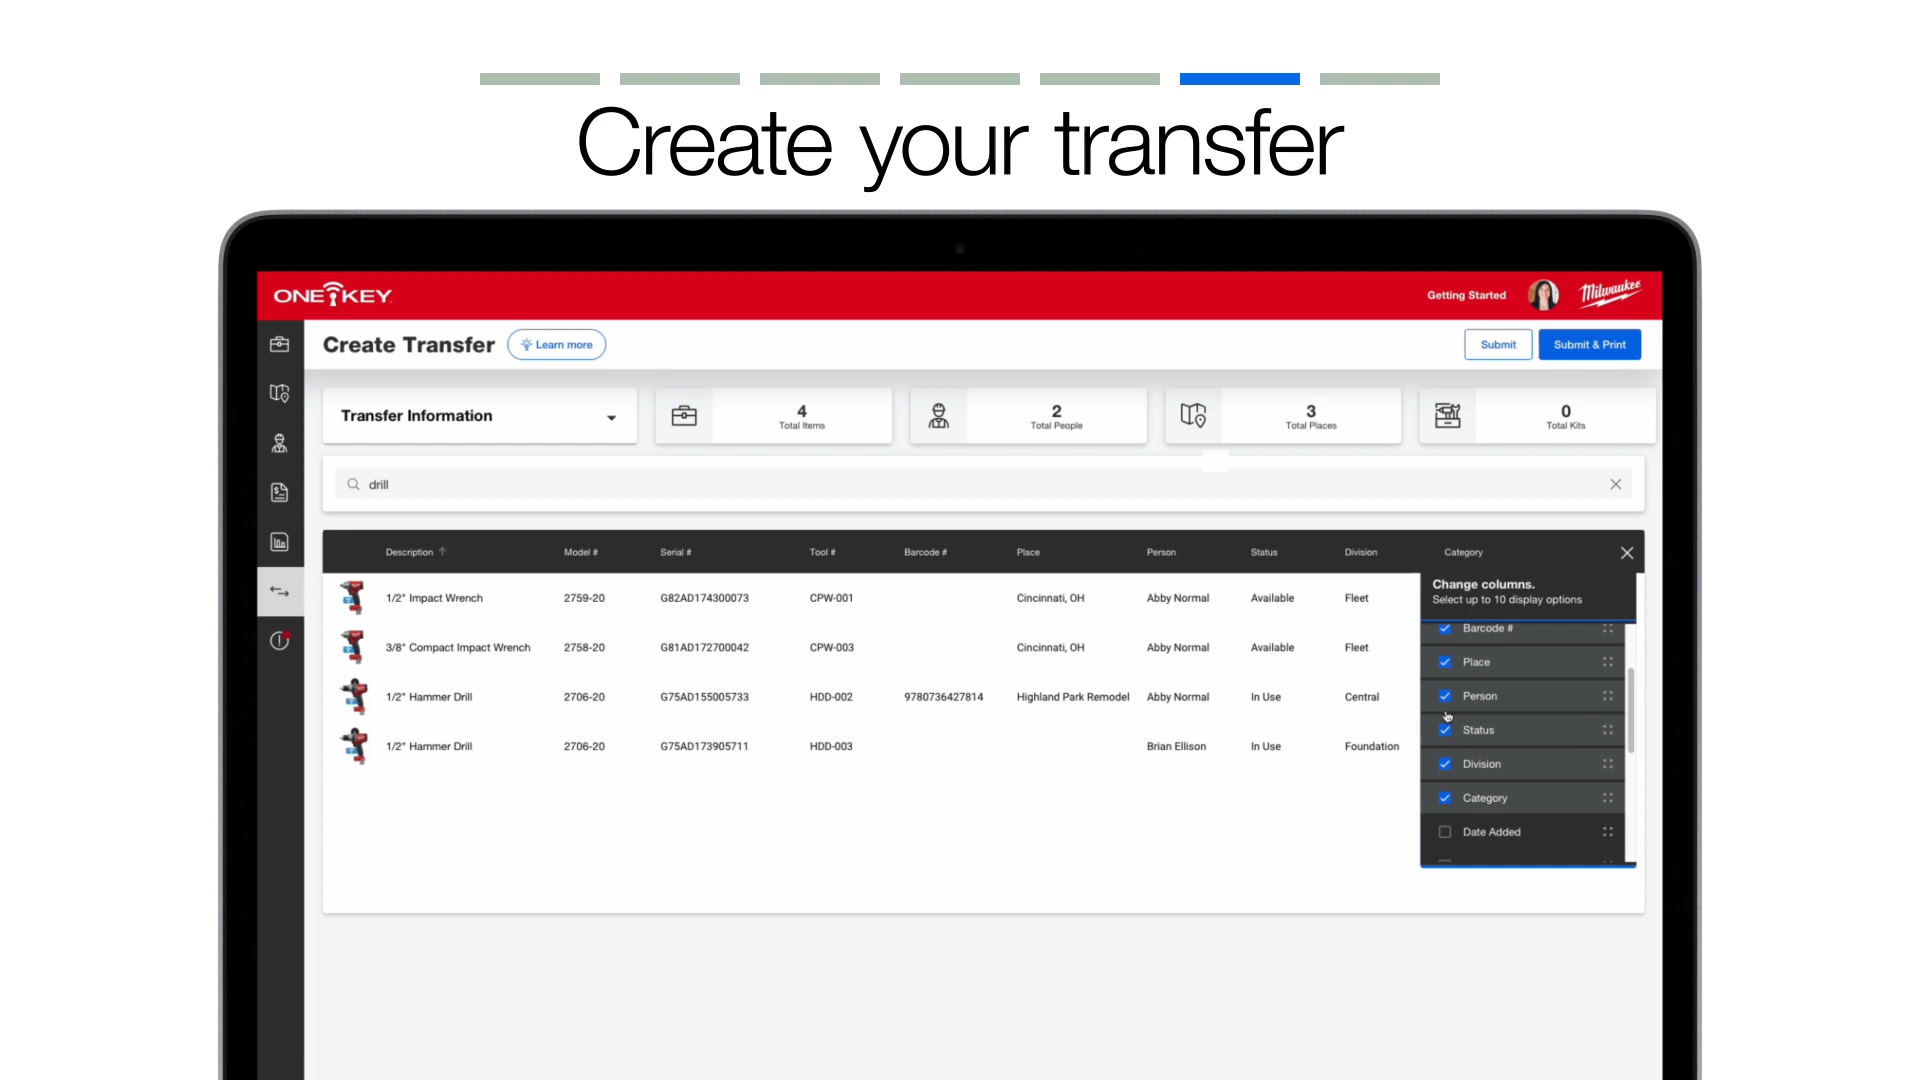 Create your transfer
ONE KEY
Getting Started
Milwaukee
Create Transfer
Learn more
Submit
Submit & Print
Transfer Information
4
Total Items
2
Total People
3
Total Places
0
Total Kits
drill
Description Model # Serial # Tool # Barcode # Place Person Status Division Category
1/2" Impact Wrench 2759-20 G82AD174300073 CPW-001 Cincinnati, OH Abby Normal Available Fleet
3/8" Compact Impact Wrench 2758-20 G81AD172700042 CPW-003 Cincinnati, OH Abby Normal Available Fleet
1/2" Hammer Drill 2706-20 G75AD155005733 HDD-002 9780736427814 Highland Park Remodel Abby Normal In Use Central
1/2" Hammer Drill 2706-20 G75AD173905711 HDD-003 Brian Ellison In Use Foundation
Change columns.
Select up to 10 display options
Barcode #
Place
Person
Status
Division
Category
Date Added